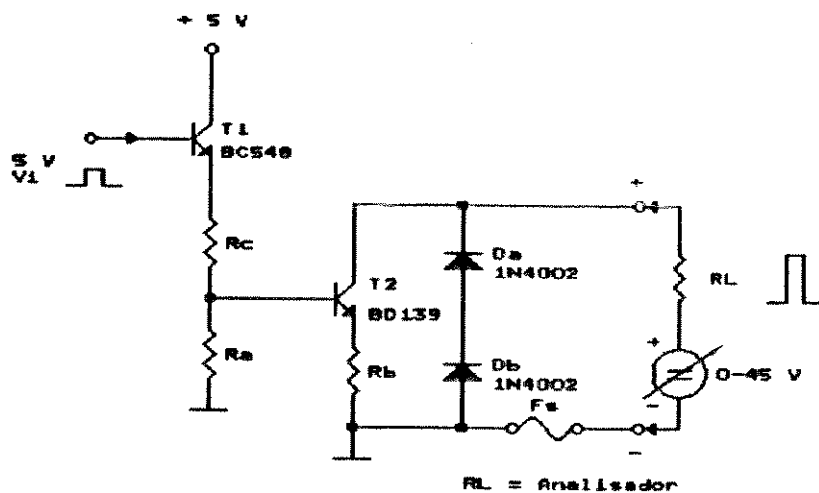 + 5 V
T1
BC548
5 V
Vi
Rc
T2
BD139
Ra
Rb
+
Da
1N4002
Db
1N4002
Fs
RL
+
0-45 V
-
-
RL = Analisador